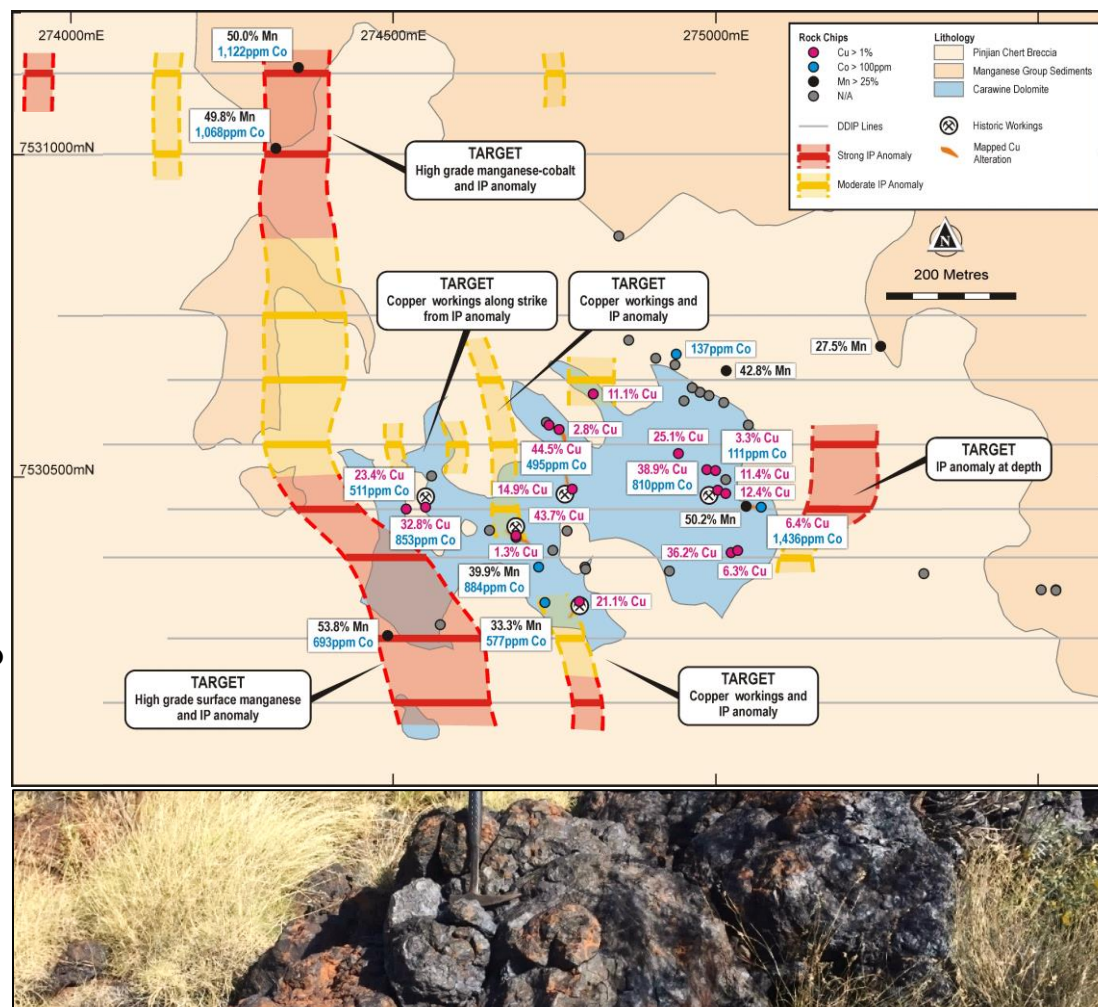 274000mE
274500mE
275000mE
7531000mN
7530500mN
50.0% Mn
1,122ppm Co
49.8% Mn
1,068ppm Co
TARGET
High grade manganese-cobalt
and IP anomaly
Rock Chips
Cu > 1%
Co > 100ppm
Mn > 25%
N/A
DDIP Lines
Strong IP Anomaly
Moderate IP Anomaly
Lithology
Pinjian Chert Breccia
Manganese Group Sediments
Carawine Dolomite
Historic Workings
Mapped Cu
Alteration
N
200 Metres
TARGET
Copper workings along strike
from IP anomaly
TARGET
Copper workings and
IP anomaly
137ppm Co
27.5% Mn
42.8% Mn
11.1% Cu
2.8% Cu
25.1% Cu
3.3% Cu
111ppm Co
44.5% Cu
495ppm Co
38.9% Cu
810ppm Co
11.4% Cu
12.4% Cu
TARGET
IP anomaly at depth
23.4% Cu
511ppm Co
14.9% Cu
43.7% Cu
50.2% Mn
32.8% Cu
853ppm Co
6.4% Cu
1,436ppm Co
1.3% Cu
36.2% Cu
6.3% Cu
39.9% Mn
884ppm Co
21.1% Cu
53.8% Mn
693ppm Co
33.3% Mn
577ppm Co
TARGET
High grade surface manganese
and IP anomaly
TARGET
Copper workings and
IP anomaly